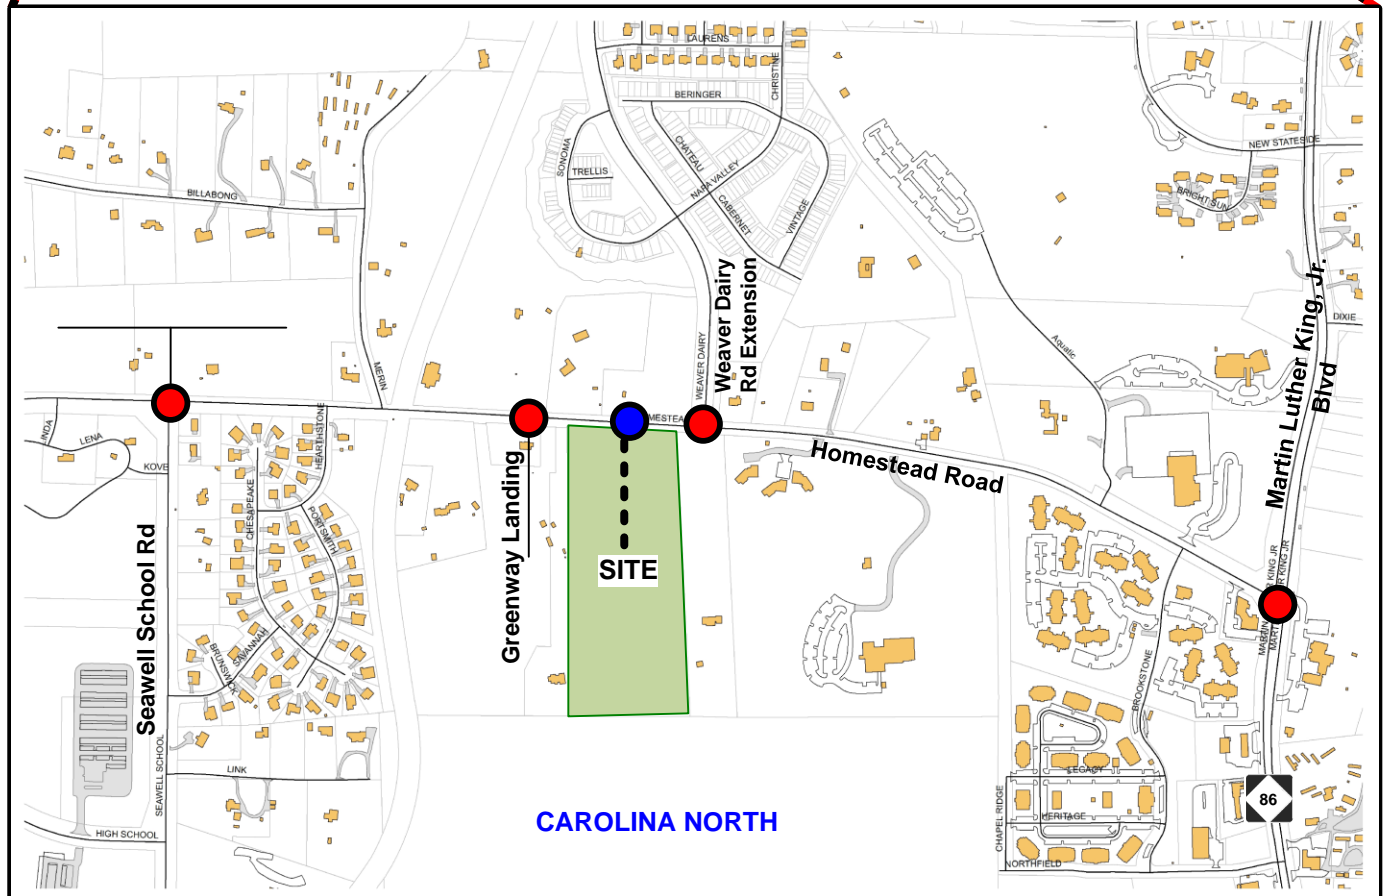 LAURENS
CHRISTINE
BERINGER
SONOMA
TRELLIS
CHATEAU
NAPA VALLEY
CABERNET
VINTAGE
NEW STATESIDE
BRIGHT SUN
BILLABONG
DIXIE
Martin Luther King, Jr.
Blvd
Weaver Dairy
Rd Extension
WEAVER DAIRY
Aquatic
MERIN
LINDA
LENA
KOVE
HEARTHSTONE
CHESAPEAKE
PORTSMITH
SAVANNAH
BRUNSWICK
Seawell School Rd
SEAWELL SCHOOL
Greenway Landing
SITE
Homestead Road
BROOKSTONE
LINK
HIGH SCHOOL
CAROLINA NORTH
CHAPEL RIDGE
LEGACY
HERITAGE
NORTHFIELD
86